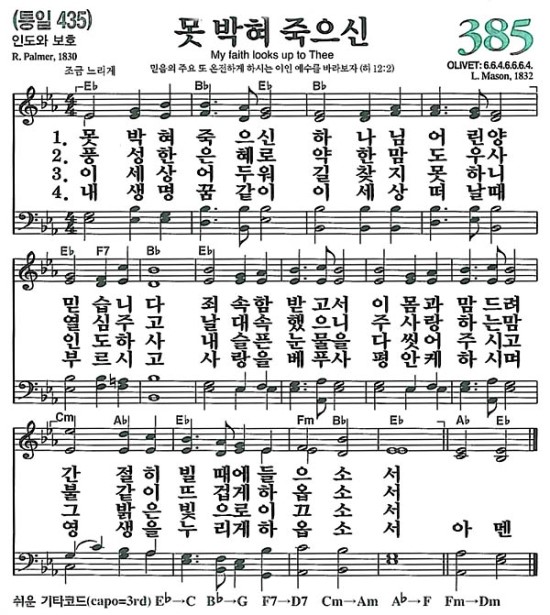 (통일 435)
인도와 보호
R. Palmer, 1830
못 박혀 죽으신
My faith looks up to Thee
385
OLIVET: 6.6.4.6.6.6.4.
L. Mason, 1832
조금 느리게
믿음의 주요 또 온전하게 하시는 이인 예수를 바라보자 (히 12:2)
E♭ B♭ E♭
1. 못 박혀 죽으신 하나님 어린양
2. 풍성한 은혜로 약한맘도우사
3. 이 세상 어두워 길 찾지 못하니
4. 내 생명 꿈같이 이 세상 떠날때
E♭ F7 B♭ B♭ E♭
믿습니다 죄속함 받고서 이 몸과 맘 드려
열심주고 날 대속했으니 주 사랑하는맘
인도하사 내 슬픈 눈물을 다 씻어 주시고
부르시고 사랑을 베푸사 평안케 하시며
Cm A♭ E♭ Fm B♭ E♭
간절히 빌 때에 들으소서
불같이 뜨겁게 하옵소서
그 밝은 빛으로 이끄소서
영생을 누리게 하옵소서 아멘
쉬운 기타코드(capo=3rd) E♭→C B♭→G F7→D7 Cm→Am A♭→F Fm→Dm